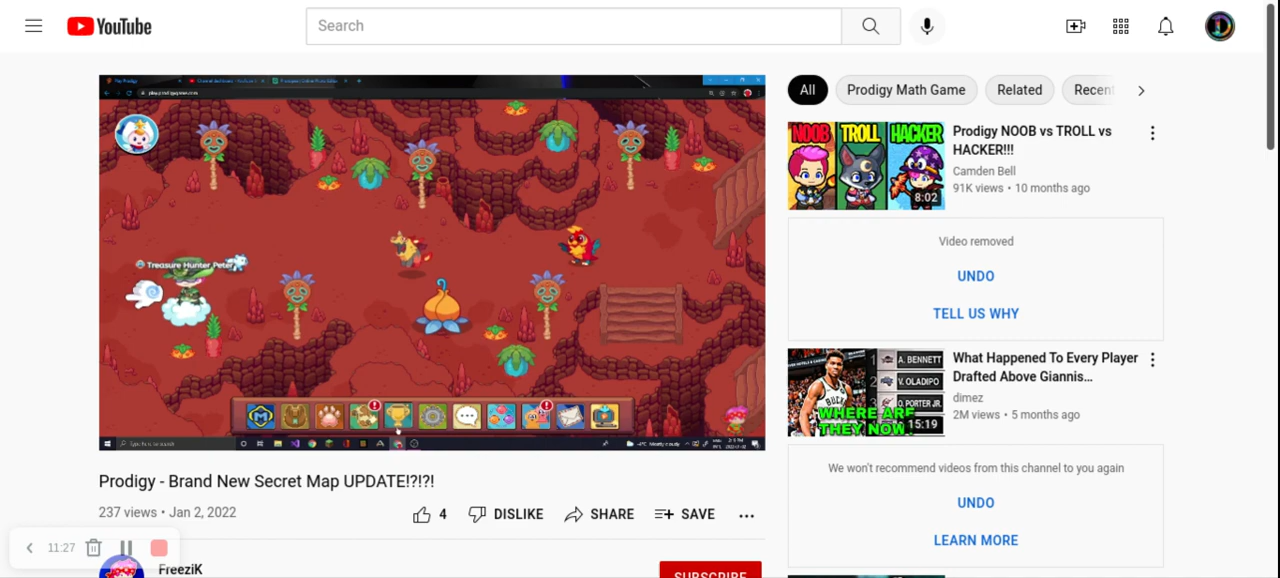 YouTube
Search
Treasure Hunter Peter
Prodigy - Brand New Secret Map UPDATE!?!?!
237 views • Jan 2, 2022
4 DISLIKE SHARE SAVE
11:27
FreeziK
SUBSCRIBE
All Prodigy Math Game Related Recent
NOOB TROLL HACKER
8:02
Prodigy NOOB vs TROLL vs
HACKER!!!
Camden Bell
91K views • 10 months ago
Video removed
UNDO
TELL US WHY
1 A. BENNETT
2 V. OLADIPO
O. PORTER JR.
WHERE ARE
THEY NOW.
15:19
What Happened To Every Player
Drafted Above Giannis...
dimez
2M views • 5 months ago
We won't recommend videos from this channel to you again
UNDO
LEARN MORE